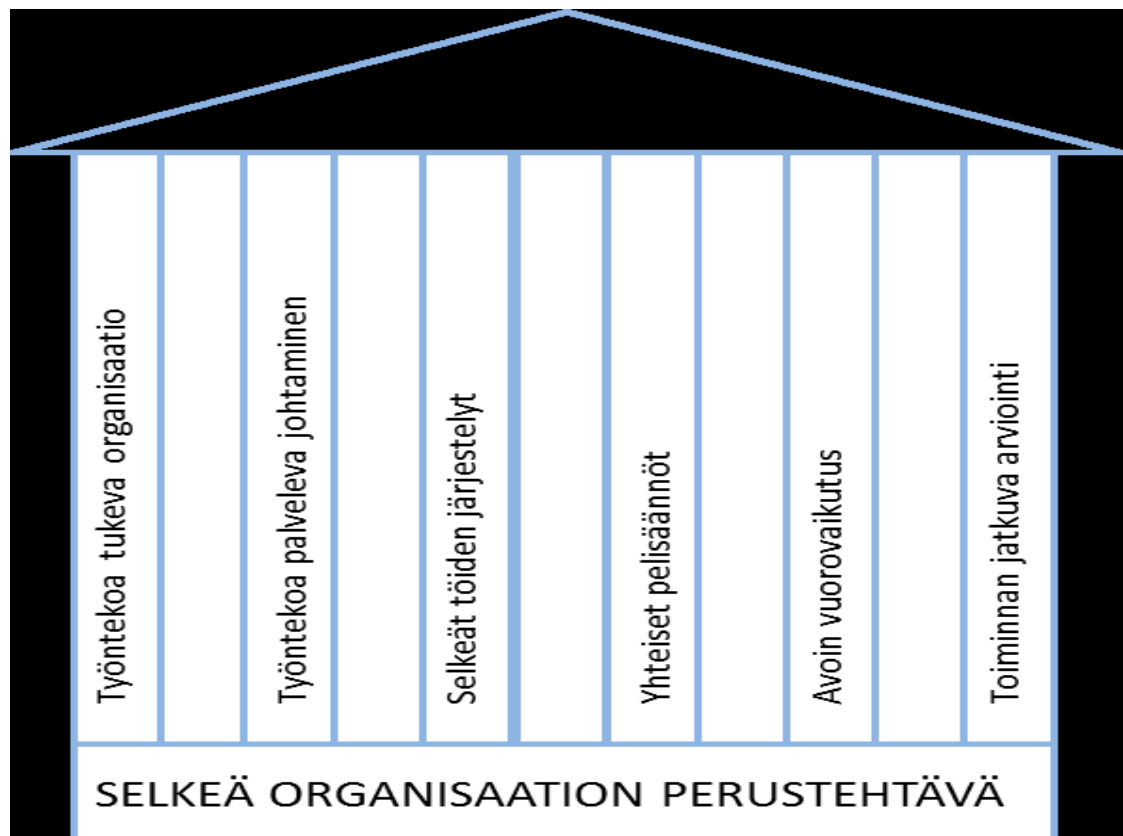 Työntekoa tukeva organisaatio
Työntekoa palveleva johtaminen
Selkeät töiden järjestelyt
Yhteiset pelisäännöt
Avoin vuorovaikutus
Toiminnan jatkuva arviointi
SELKEÄ ORGANISAATION PERUSTEHTÄVÄ